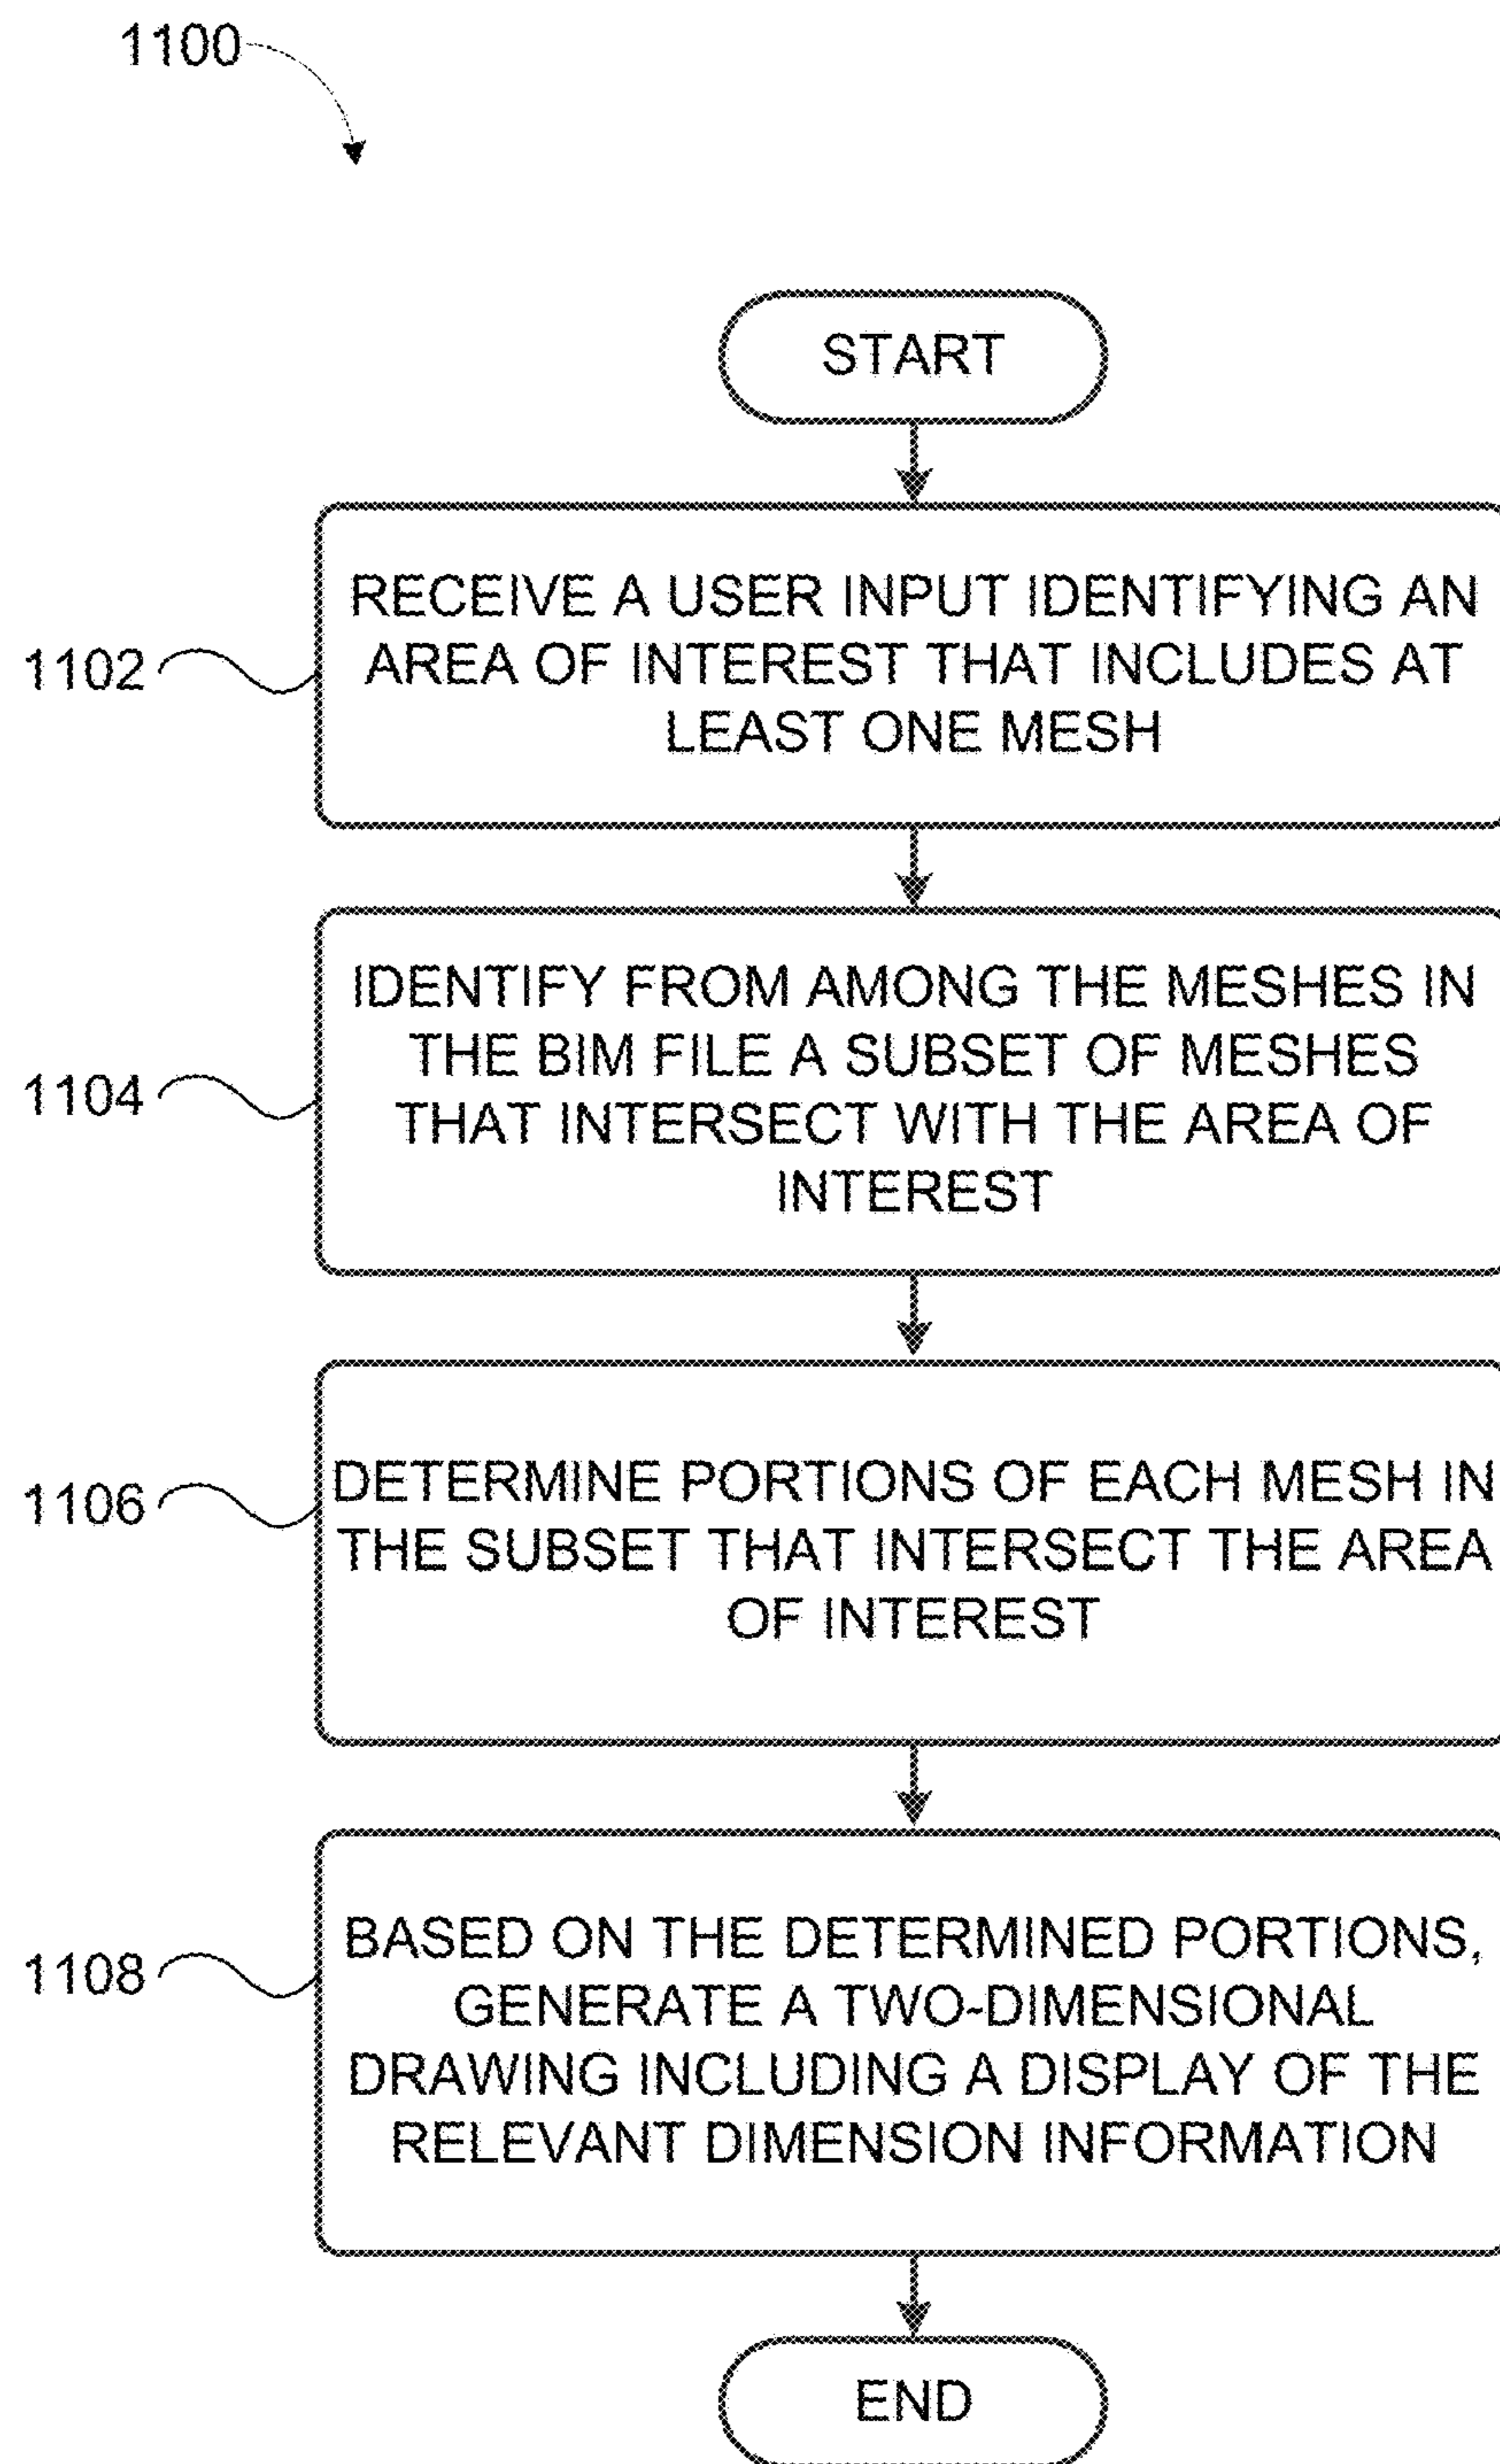 1100
START
RECEIVE A USER INPUT IDENTIFYING AN
AREA OF INTEREST THAT INCLUDES AT
LEAST ONE MESH
1102
IDENTIFY FROM AMONG THE MESHES IN
THE BIM FILE A SUBSET OF MESHES
THAT INTERSECT WITH THE AREA OF
INTEREST
1104
DETERMINE PORTIONS OF EACH MESH IN
THE SUBSET THAT INTERSECT THE AREA
OF INTEREST
1106
BASED ON THE DETERMINED PORTIONS,
GENERATE A TWO-DIMENSIONAL
DRAWING INCLUDING A DISPLAY OF THE
RELEVANT DIMENSION INFORMATION
1108
END